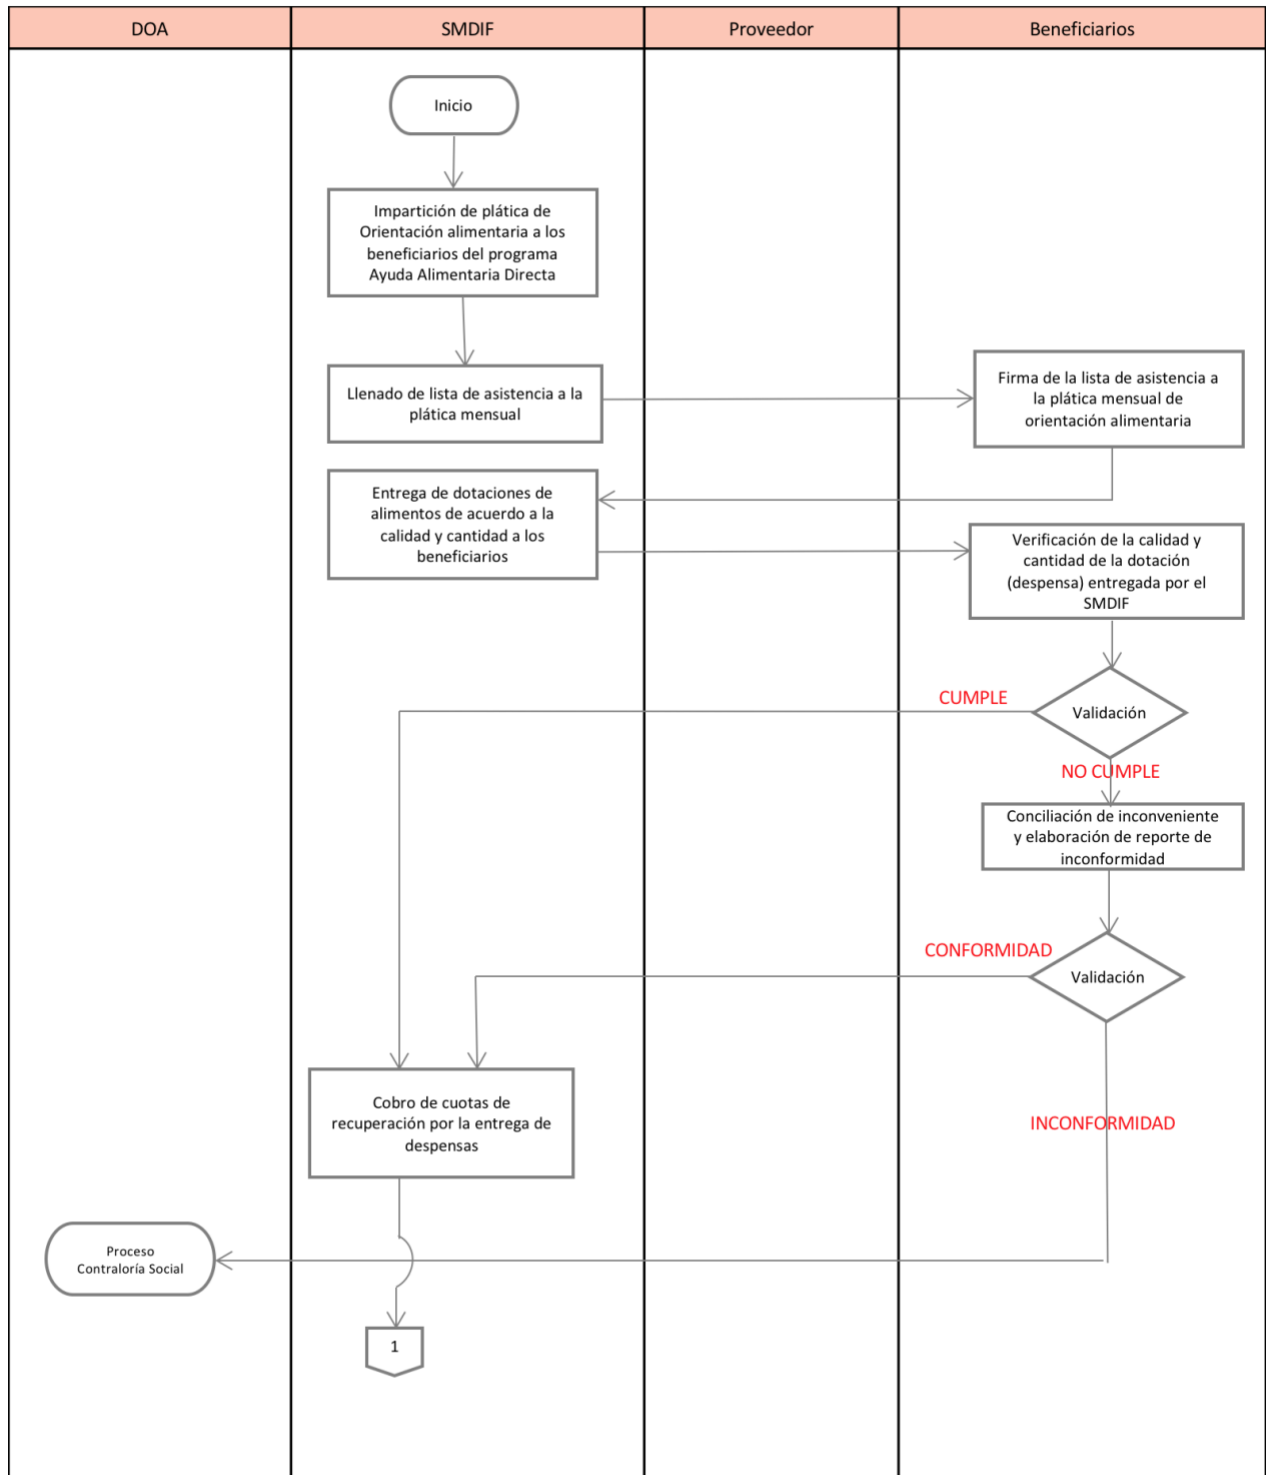 DOA
SMDIF
Proveedor
Beneficiarios
Inicio
Impartición de plática de
Orientación alimentaria a los
beneficiarios del programa
Ayuda Alimentaria Directa
Llenado de lista de asistencia a la
plática mensual
Firma de la lista de asistencia a
la plática mensual de
orientación alimentaria
Entrega de dotaciones de
alimentos de acuerdo a la
calidad y cantidad a los
beneficiarios
Verificación de la calidad y
cantidad de la dotación
(despensa) entregada por el
SMDIF
Validación
CUMPLE
NO CUMPLE
Conciliación de inconveniente
y elaboración de reporte de
inconformidad
Validación
CONFORMIDAD
INCONFORMIDAD
Cobro de cuotas de
recuperación por la entrega de
despensas
Proceso
Contraloría Social
1